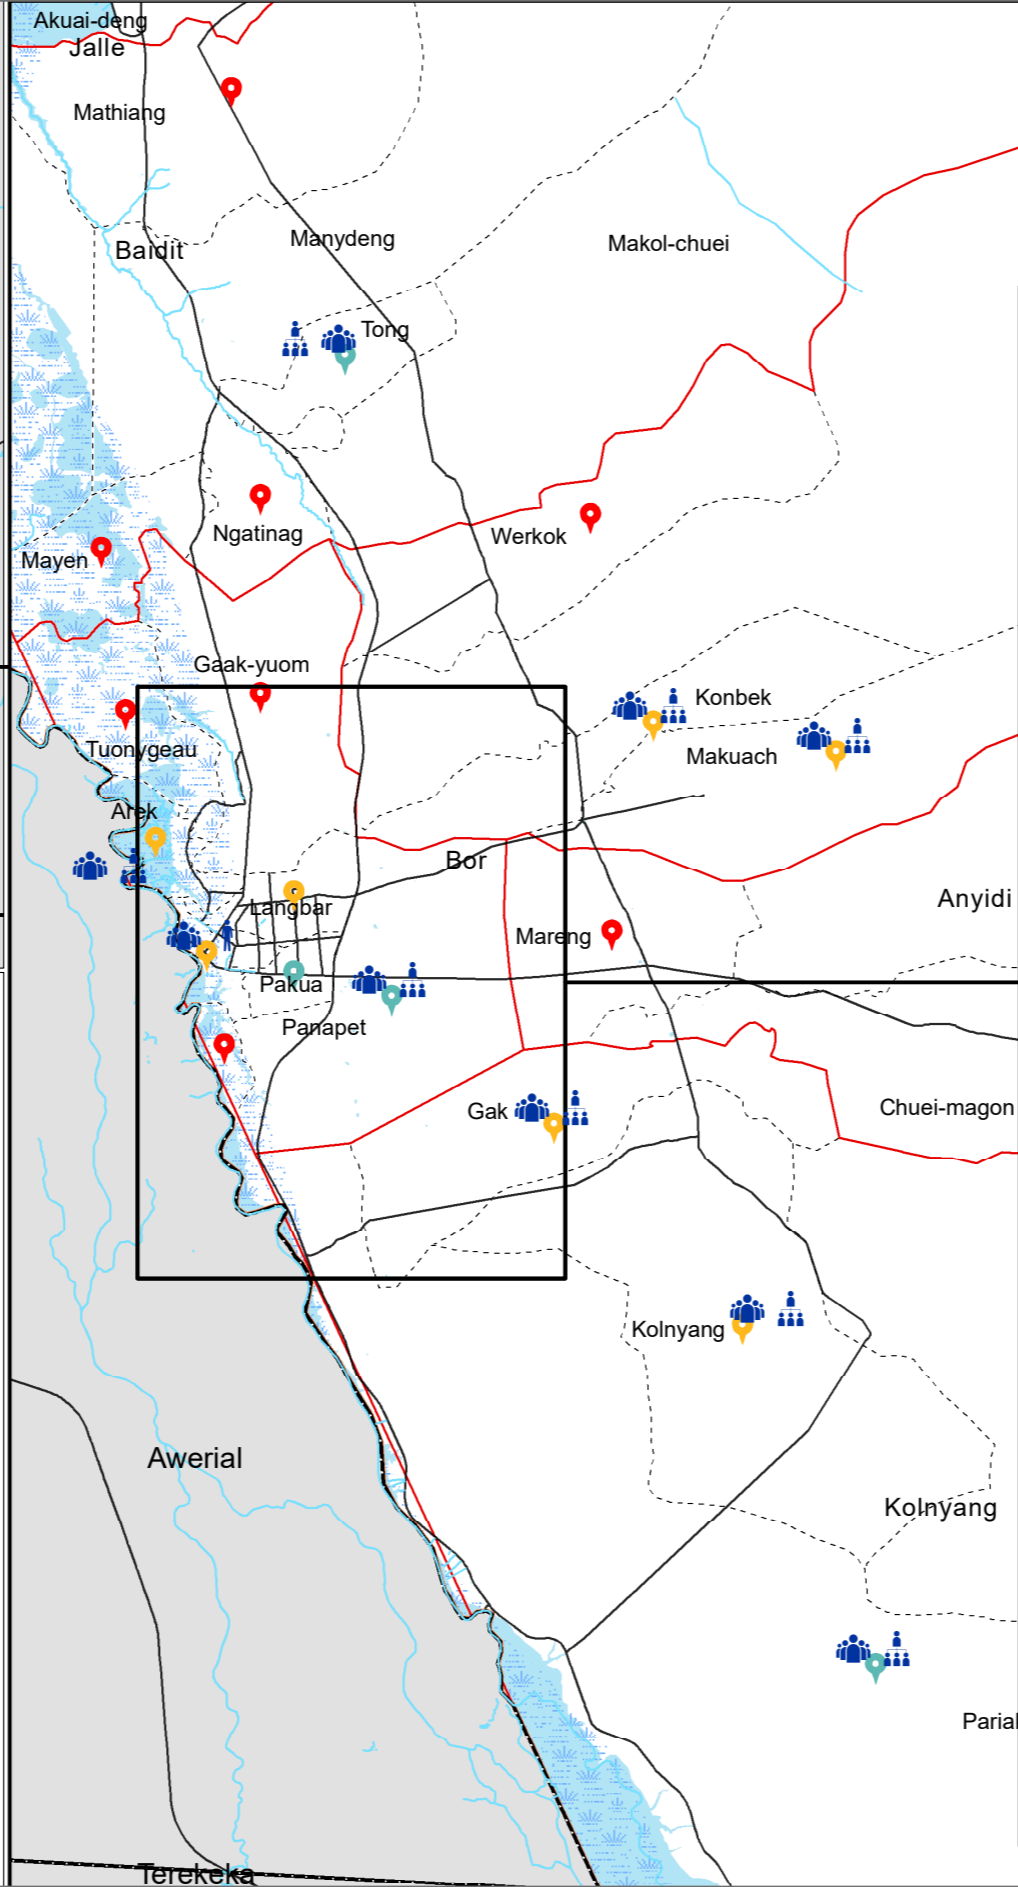 Akuai-deng
Jalle
Mathiang
Manydeng
Makol-chuei
Baidit
Tong
Ngatinag
Werkok
Mayen
Gaak-yuom
Konbek
Tuonygeau
Makuach
Arek
Bor
Anyidi
Langbar
Mareng
Pakua
Panapet
Gak
Chuei-magon
Kolnyang
Awerial
Kolnyang
Terekeka